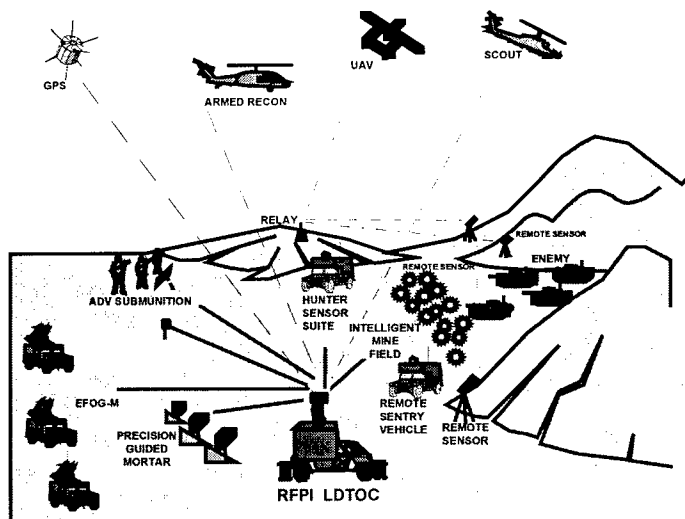 GPS
ARMED RECON
UAV
SCOUT
RELAY
REMOTE SENSOR
ADV SUBMUNITION
HUNTER
SENSOR
SUITE
REMOTE SENSOR
ENEMY
INTELLIGENT
MINE
FIELD
EFOG-M
PRECISION
GUIDED
MORTAR
REMOTE
SENTRY
VEHICLE
REMOTE
SENSOR
RFPI LDTOC